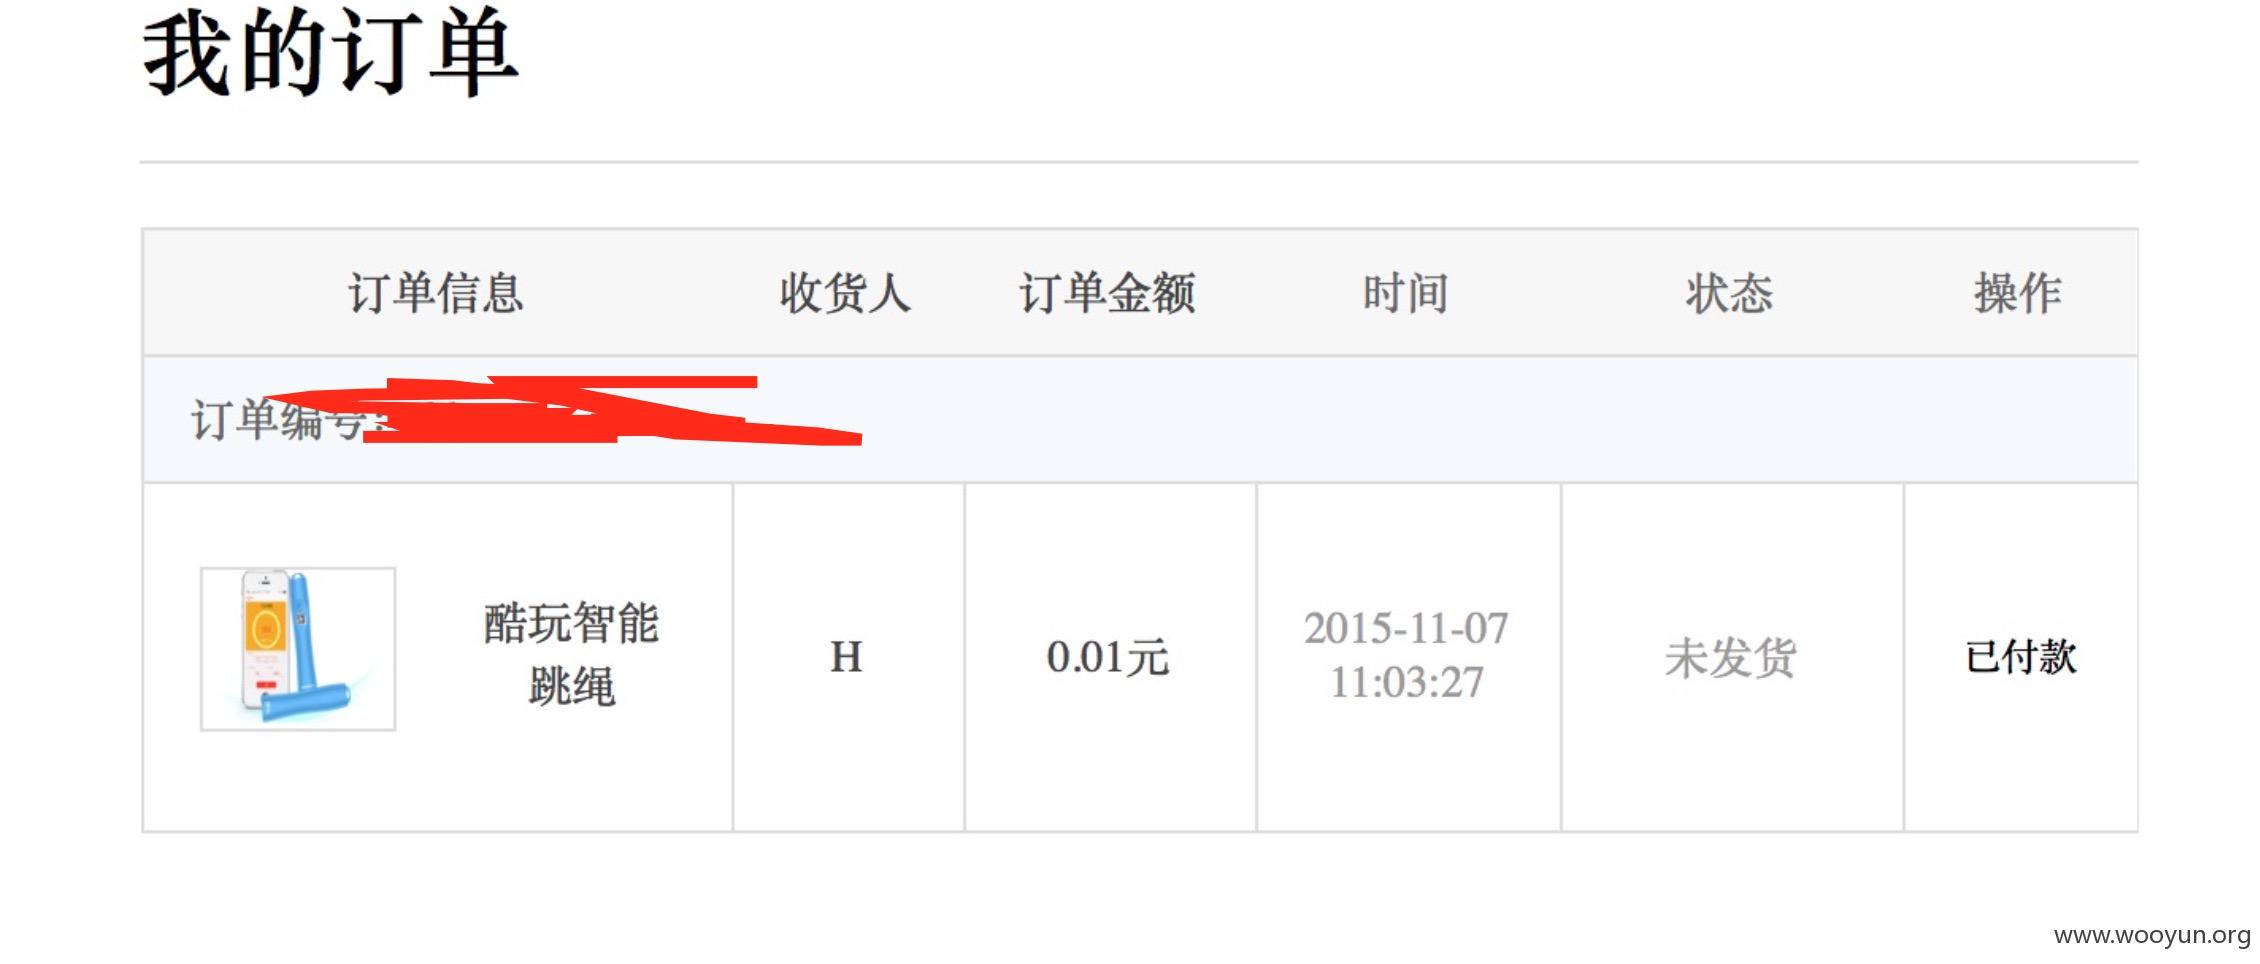 我的订单
订单信息 收货人 订单金额 时间 状态 操作
订单编号:
酷玩智能
跳绳
H
0.01元
2015-11-07
11:03:27
未发货
已付款
www.wooyun.org